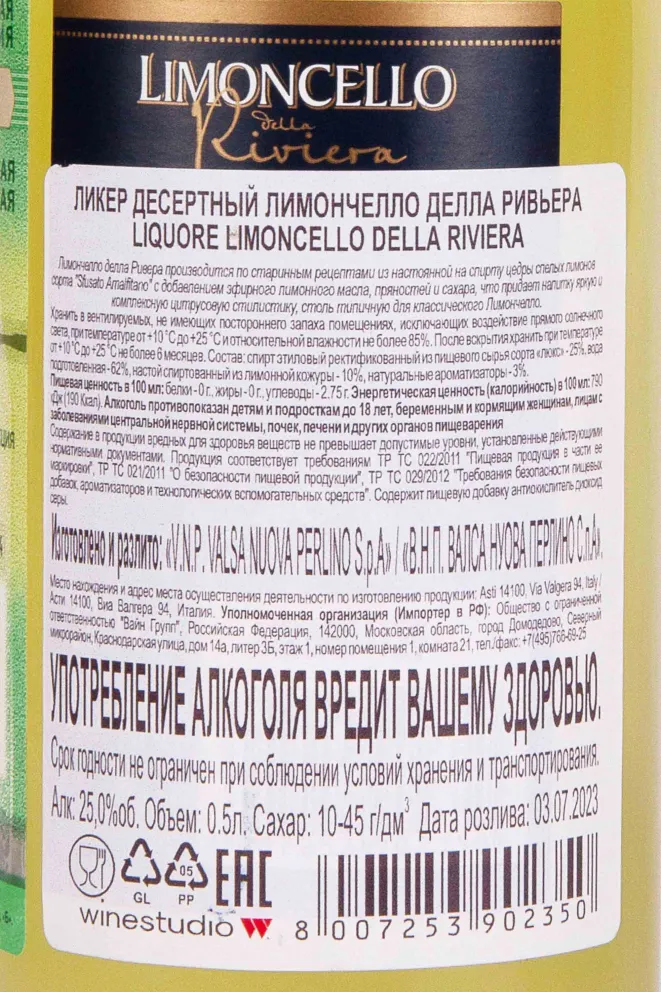 АЯ
ИЯ
LIMONCELLO
della
Riviera
АЯ
АЯ
ЛИКЕР ДЕСЕРТНЫЙ ЛИМОНЧЕЛЛО ДЕЛЛА РИВЬЕРА
LIQUORE LIMONCELLO DELLA RIVIERA
Лимончелло делла Ривера производится по старинным рецептами из настоянной на спирту цедры спелых лимонов
сорта "Sfusato Amalfitano" с добавлением эфирного лимонного масла, пряностей и сахара, что придает напитку яркую и
комплексную цитрусовую стилистику, столь типичную для классического Лимончелло.
Хранить в вентилируемых, не имеющих постороннего запаха помещениях, исключающих воздействие прямого солнечного
света, при температуре от +10 °С до +25 °С и относительной влажности не более 85%. После вскрытия хранить при температуре
от +10 °С до +25 °С не более 6 месяцев. Состав: спирт этиловый ректификованный из пищевого сырья сорта «люкс» - 25%, вода
подготовленная - 62%, настой спиртованный из лимонной кожуры - 10%, натуральные ароматизаторы - 3%.
Пищевая ценность в 100 мл: белки - 0 г., жиры - 0 г., углеводы - 2.75 г. Энергетическая ценность (калорийность) в 100 мл: 790
кДж (190 Ккал). Алкоголь противопоказан детям и подросткам до 18 лет, беременным и кормящим женщинам, лицам с
заболеваниями центральной нервной системы, почек, печени и других органов пищеварения
Содержание в продукции вредных для здоровья веществ не превышает допустимые уровни, установленные действующими
нормативными документами. Продукция соответствует требованиям ТР ТС 022/2011 "Пищевая продукция в части ее
маркировки", ТР ТС 021/2011 "О безопасности пищевой продукции", ТР ТС 029/2012 "Требования безопасности пищевых
добавок, ароматизаторов и технологических вспомогательных средств". Содержит пищевую добавку антиокислитель диоксид
серы.
Изготовлено и разлито: «V.N.P. VALSA NUOVA PERLINO S.p.A» / «В.Н.П. ВАЛСА НУОВА ПЕРЛИНО С.п.А».
Место нахождения и адрес места осуществления деятельности по изготовлению продукции: Asti 14100, Via Valgera 94, Italy /
Асти 14100, Виа Валгера 94, Италия. Уполномоченная организация (Импортер в РФ): Общество с ограниченной
ответственностью "Вайн Групп", Российская Федерация, 142000, Московская область, город Домодедово, Северный
микрорайон, Краснодарская улица, дом 14а, литер 3Б, этаж 1, номер помещения 1, комната 21, тел./факс: +7(495)766-69-25
УПОТРЕБЛЕНИЕ АЛКОГОЛЯ ВРЕДИТ ВАШЕМУ ЗДОРОВЬЮ.
Срок годности не ограничен при соблюдении условий хранения и транспортирования.
Алк: 25,0%об. Объем: 0.5л. Сахар: 10-45 г/дм³ Дата розлива: 03.07.2023
05
EAC
GL PP
winestudio W
8 007253 902350